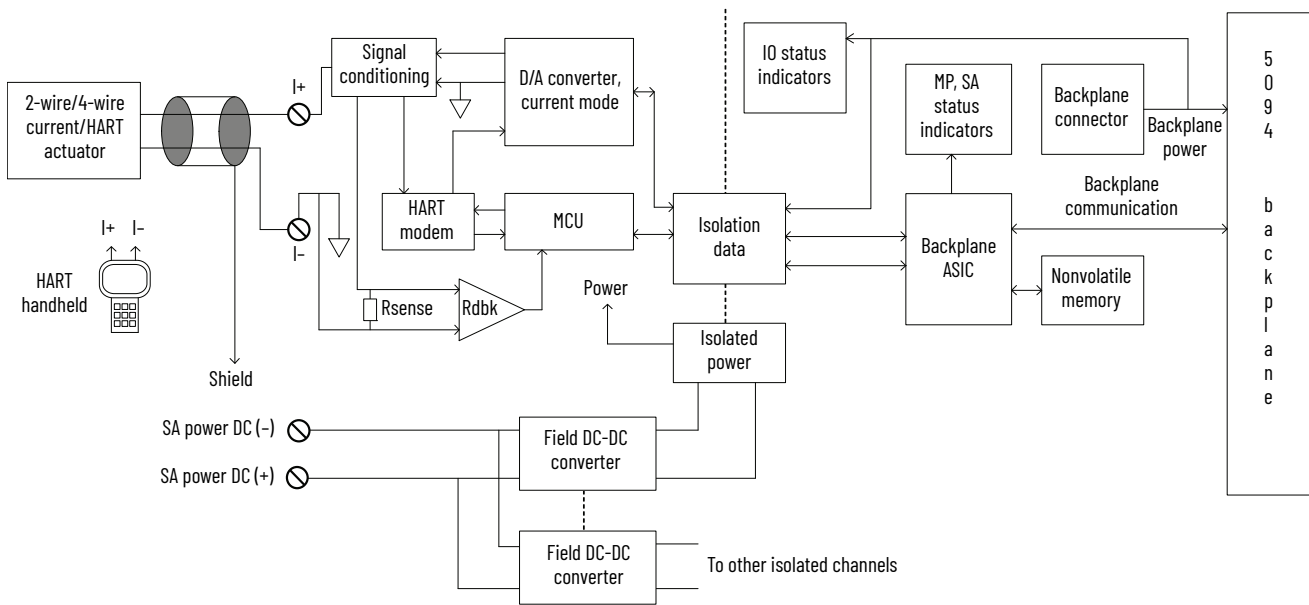 2-wire/4-wire
current/HART
actuator
I+
I–
Signal
conditioning
D/A converter,
current mode
HART
modem
MCU
I+ I–
HART
handheld
Rsense
Rdbk
Shield
Isolation
data
Power
Isolated
power
SA power DC (–)
SA power DC (+)
Field DC-DC
converter
Field DC-DC
converter
To other isolated channels
IO status
indicators
MP, SA
status
indicators
Backplane
connector
Backplane
power
Backplane
communication
Backplane
ASIC
Nonvolatile
memory
5
0
9
4
b
a
c
k
p
l
a
n
e